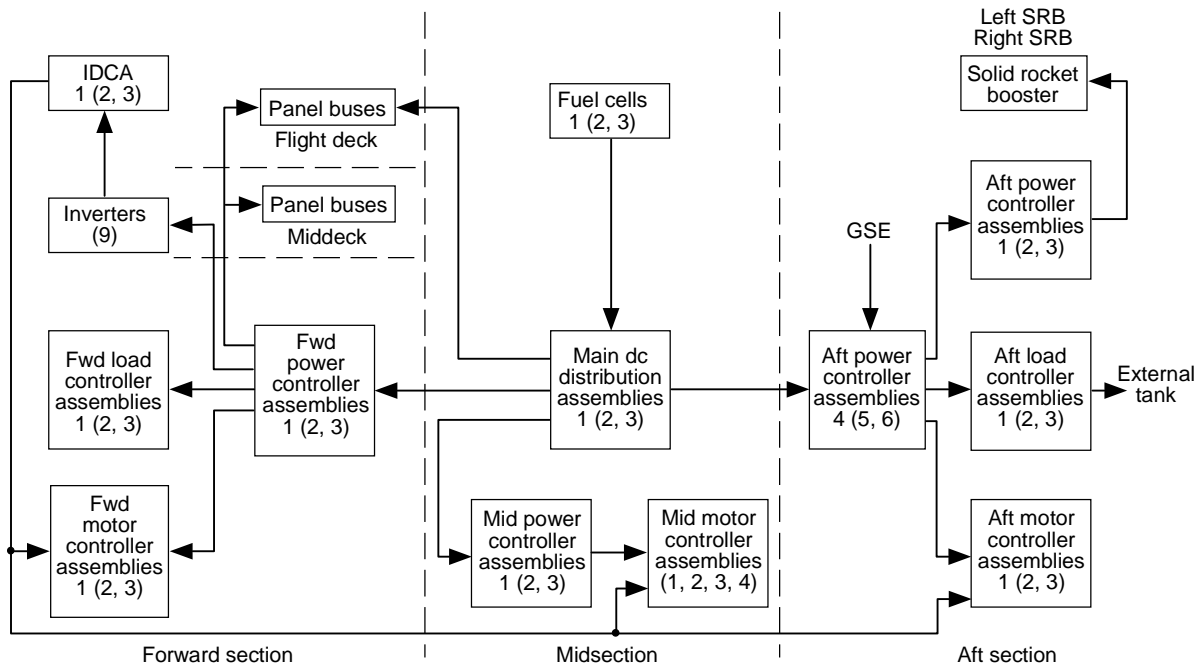 Left SRB
Right SRB
IDCA
1 (2, 3)
Panel buses
Flight deck
Fuel cells
1 (2, 3)
Solid rocket
booster
Inverters
(9)
Panel buses
Middeck
GSE
Aft power
controller
assemblies
1 (2, 3)
Fwd load
controller
assemblies
1 (2, 3)
Fwd
power
controller
assemblies
1 (2, 3)
Main dc
distribution
assemblies
1 (2, 3)
Aft power
controller
assemblies
4 (5, 6)
Aft load
controller
assemblies
1 (2, 3)
External
tank
Fwd
motor
controller
assemblies
1 (2, 3)
Mid power
controller
assemblies
1 (2, 3)
Mid motor
controller
assemblies
(1, 2, 3, 4)
Aft motor
controller
assemblies
1 (2, 3)
Forward section
Midsection
Aft section